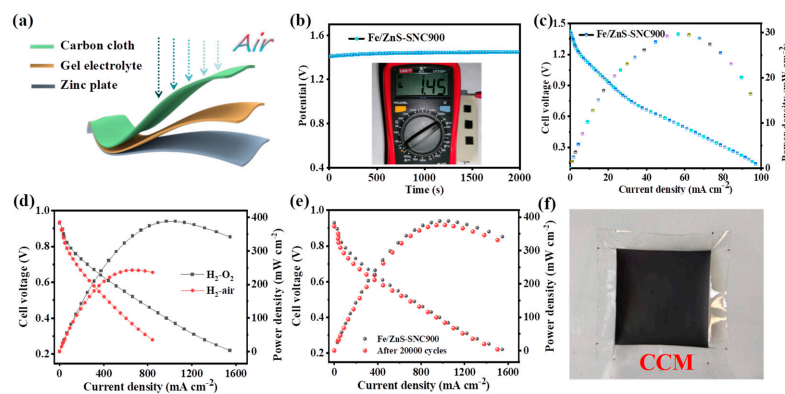 (a)
Air
Carbon cloth
Gel electrolyte
Zinc plate
(b)
Potential (V)
1.6
1.2
0.8
0.4
Fe/ZnS-SNC900
1.45
0 500 1000 1500 2000
Time (s)
(c)
Cell voltage (V)
1.2
0.9
0.6
0.3
Fe/ZnS-SNC900
30
20
10
0
Power density (mW cm⁻²)
0 20 40 60 80 100
Current density (mA cm⁻²)
(d)
Cell voltage (V)
1.0
0.8
0.6
0.4
0.2
H₂-O₂
H₂-air
400
300
200
100
0
Power density (mW cm⁻²)
0 400 800 1200 1600
Current density (mA cm⁻²)
(e)
Cell voltage (V)
1.0
0.8
0.6
0.4
0.2
Fe/ZnS-SNC900
After 20000 cycles
400
300
200
100
0
Power density (mW cm⁻²)
0 400 800 1200 1600
Current density (mA cm⁻²)
(f)
CCM